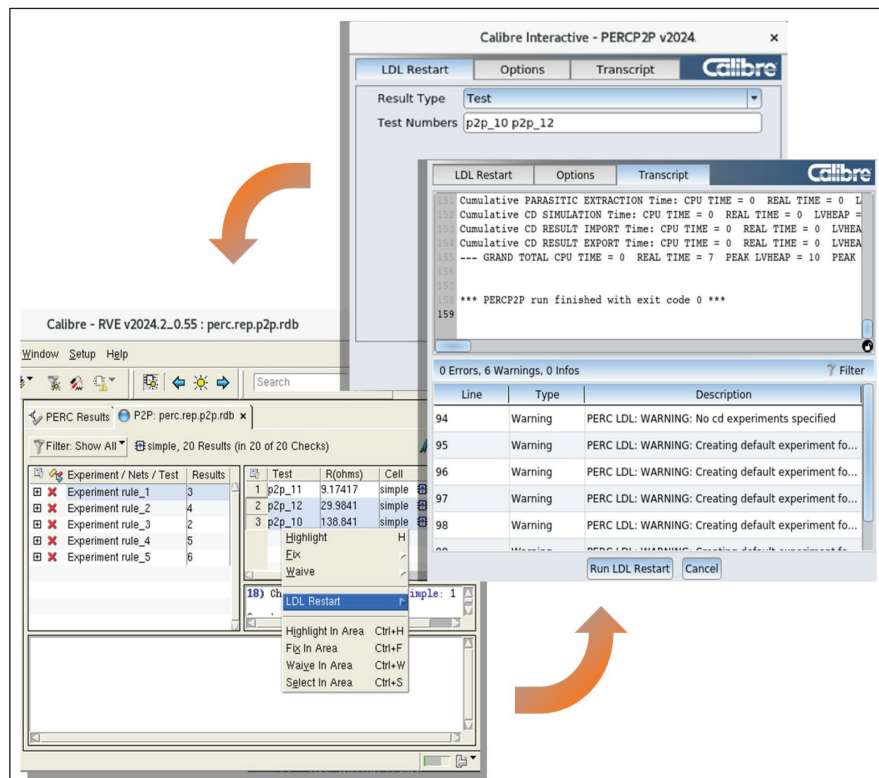 Calibre Interactive - PERCP2P v2024
×
LDL Restart Options Transcript Calibre
Result Type Test
Test Numbers p2p_10 p2p_12
LDL Restart Options Transcript Calibre
151 Cumulative PARASITIC EXTRACTION Time: CPU TIME = 0 REAL TIME = 0 L
152 Cumulative CD SIMULATION Time: CPU TIME = 0 REAL TIME = 0 LVHEAP =
153 Cumulative CD RESULT IMPORT Time: CPU TIME = 0 REAL TIME = 0 LVHEA
154 Cumulative CD RESULT EXPORT Time: CPU TIME = 0 REAL TIME = 0 LVHEA
155 --- GRAND TOTAL CPU TIME = 0 REAL TIME = 7 PEAK LVHEAP = 10 PEAK
156
157
158 *** PERCP2P run finished with exit code 0 ***
159
0 Errors, 6 Warnings, 0 Infos Filter
Line Type Description
94 Warning PERC LDL: WARNING: No cd experiments specified
95 Warning PERC LDL: WARNING: Creating default experiment fo...
96 Warning PERC LDL: WARNING: Creating default experiment fo...
97 Warning PERC LDL: WARNING: Creating default experiment fo...
98 Warning PERC LDL: WARNING: Creating default experiment fo...
Run LDL Restart Cancel
Calibre - RVE v2024.2_0.55 : perc.rep.p2p.rdb
Window Setup Help
Search
PERC Results P2P: perc.rep.p2p.rdb ×
Filter: Show All simple, 20 Results (in 20 of 20 Checks)
Experiment / Nets / Test Results
Experiment rule_1 3
Experiment rule_2 4
Experiment rule_3 2
Experiment rule_4 5
Experiment rule_5 6
Test R(ohms) Cell
1 p2p_11 9.17417 simple
2 p2p_12 29.9841 simple
3 p2p_10 138.841 simple
18) Ch imple: 1
Highlight H
Fix
Waive
LDL Restart
Highlight In Area Ctrl+H
Fix In Area Ctrl+F
Waive In Area Ctrl+W
Select In Area Ctrl+S